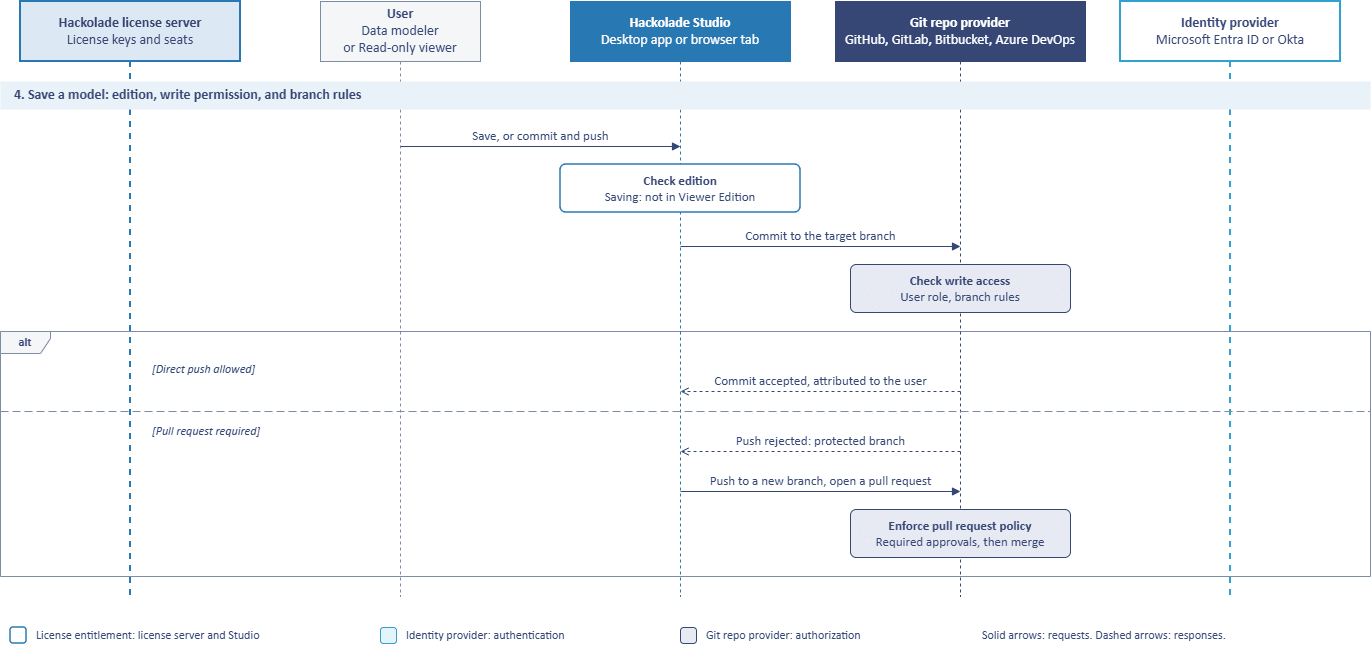 Hackolade license server
License keys and seats
User
Data modeler
or Read-only viewer
Hackolade Studio
Desktop app or browser tab
Git repo provider
GitHub, GitLab, Bitbucket, Azure DevOps
Identity provider
Microsoft Entra ID or Okta
4. Save a model: edition, write permission, and branch rules
Save, or commit and push
Check edition
Saving: not in Viewer Edition
Commit to the target branch
Check write access
User role, branch rules
alt
[Direct push allowed]
Commit accepted, attributed to the user
[Pull request required]
Push rejected: protected branch
Push to a new branch, open a pull request
Enforce pull request policy
Required approvals, then merge
License entitlement: license server and Studio
Identity provider: authentication
Git repo provider: authorization
Solid arrows: requests. Dashed arrows: responses.